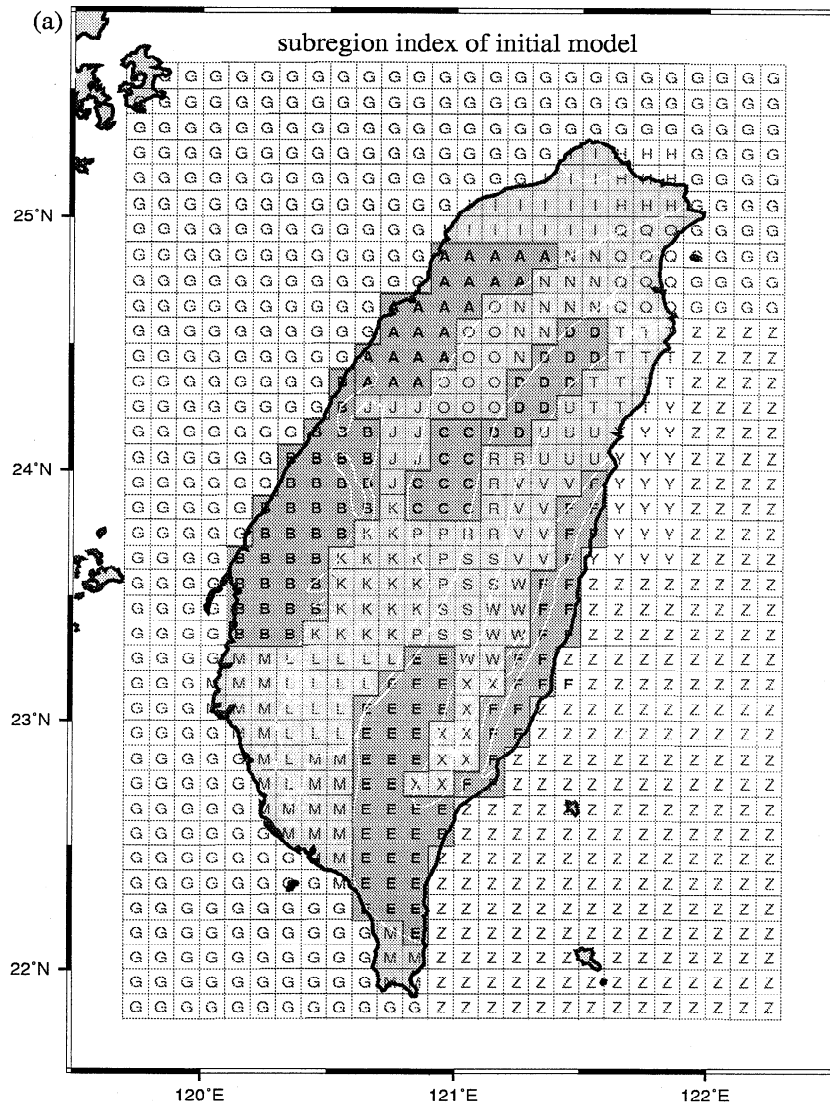 (a)
subregion index of initial model
G G G G G G G G G G G G G G G G G G G G G G G G
G G G G G G G G G G G G G G G G G G G G G G G G
G G G G G G G G G G G G G G G G G G G G G G G G G G
G G G G G G G G G G G G G G G G G I H H H G G G G
G G G G G G G G G G G G G G G G G I I H H H G G G G
25°N
G G G G G G G G G G G G G I I I I I I H H H G G G G
G G G G G G G G G G G G I I I I I I I Q Q Q G G G G
G G G G G G G G G G G G A A A A A N N Q Q Q G G G G
G G G G G G G G G G G G A A A A N N N Q Q Q G G G G
G G G G G G G G G G A A A O N N N N Q Q Q G G G G
G G G G G G G G G G A A A O O N N D D T T T Z Z Z Z
G G G G G G G G G A A A A O O N D D D T T T Z Z Z Z
G G G G G G G G B A A A O O O D D D T T T T Z Z Z Z
G G G G G G G G B J J J O O O D D U T T T Y Z Z Z Z
G G G G G G G G B B J J C C D D U U U Y Y Y Z Z Z Z
24°N
G G G G G G B B B B J J C C R R U U U Y Y Y Z Z Z Z
G G G G G G B B B B J C C C R V V V F Y Y Y Z Z Z Z
G G G G G B B B B B K C C C R V V F F Y Y Y Z Z Z Z
G G G G G B B B B K K P P R R V V F F Y Y Y Z Z Z Z
G G G G B B B B K K K K P S S V V F Y Y Y Y Z Z Z Z
G G G G B B B B K K K K P S S W F F Z Z Z Z Z Z Z Z
G G G G B B B B K K K K S S W W F F Z Z Z Z Z Z Z Z
G G G G B B B K K K K P S S W W F F Z Z Z Z Z Z Z Z
G G G G M M L L L L L E E W W F F Z Z Z Z Z Z Z Z Z
G G G M M M L L L L E E E X X F F F Z Z Z Z Z Z Z Z
23°N
G G G M M M L L L E E E E X F F Z Z Z Z Z Z Z Z Z Z
G G G G M M L L L E E E X X F F Z Z Z Z Z Z Z Z Z Z
G G G G G M L M M E E E X X F Z Z Z Z Z Z Z Z Z Z Z
G G G G G M L M M E E X X F Z Z Z Z Z Z Z Z Z Z Z Z
G G G G G M M M M E E E E Z Z Z Z Z Z Z Z Z Z Z Z Z
G G G G G G M M M E E E E Z Z Z Z Z Z Z Z Z Z Z Z Z
G G G G G G G G M E E E Z Z Z Z Z Z Z Z Z Z Z Z Z Z
G G G G G G G G M E E E Z Z Z Z Z Z Z Z Z Z Z Z Z Z
G G G G G G G G G E E E Z Z Z Z Z Z Z Z Z Z Z Z Z Z
G G G G G G G G G G M E Z Z Z Z Z Z Z Z Z Z Z Z Z Z
G G G G G G G G G G M M Z Z Z Z Z Z Z Z Z Z Z Z Z Z
22°N
G G G G G G G G G G M M Z Z Z Z Z Z Z Z Z Z Z Z Z Z
G G G G G G G G G G G G Z Z Z Z Z Z Z Z Z Z Z Z Z Z
120°E 121°E 122°E